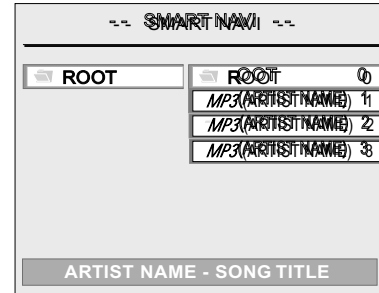 -- SMART NAVI --
ROOT
ROOT 0
MP3(ARTIST NAME) 1
MP3(ARTIST NAME) 2
MP3(ARTIST NAME) 3
ARTIST NAME - SONG TITLE